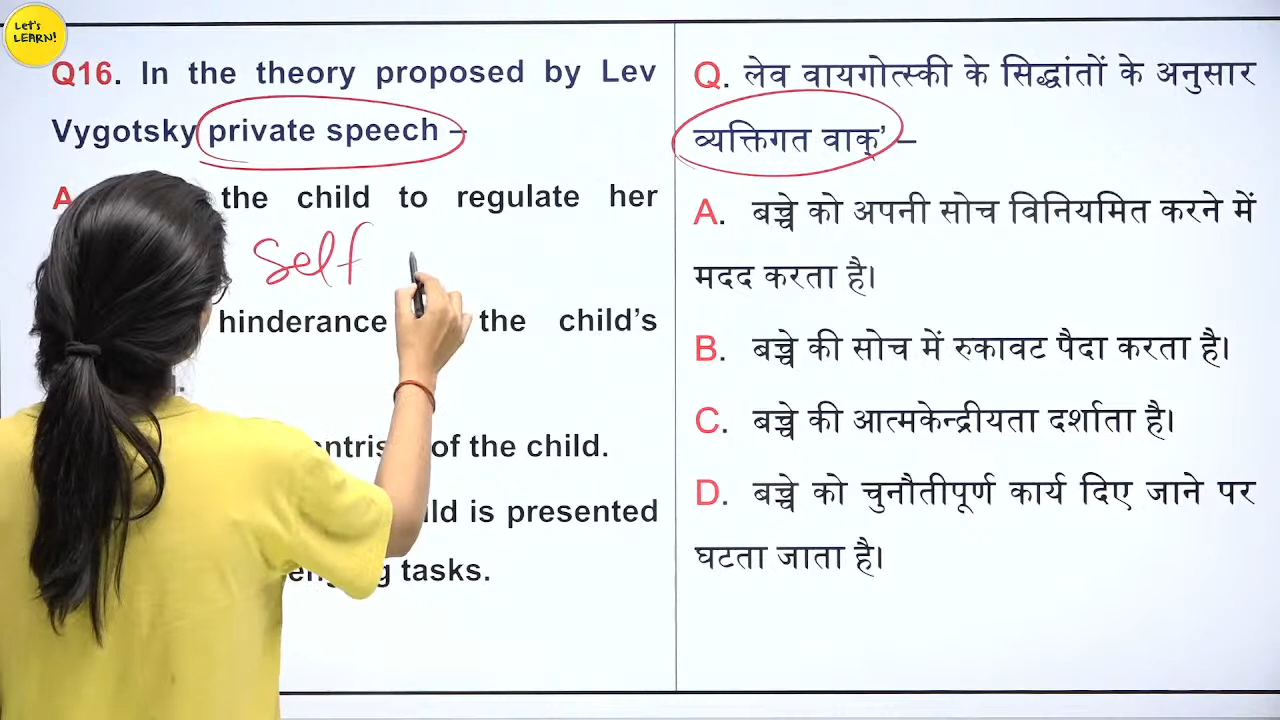 Let's
LEARN!
Q16. In the theory proposed by Lev
Vygotsky private speech –
A the child to regulate her
Self
hinderance the child's
of the child.
is presented
tasks.
Q. लेव वायगोत्स्की के सिद्धांतों के अनुसार
व्यक्तिगत वाक्' –
A. बच्चे को अपनी सोच विनियमित करने में
मदद करता है।
B. बच्चे की सोच में रुकावट पैदा करता है।
C. बच्चे की आत्मकेन्द्रीयता दर्शाता है।
D. बच्चे को चुनौतीपूर्ण कार्य दिए जाने पर
घटता जाता है।